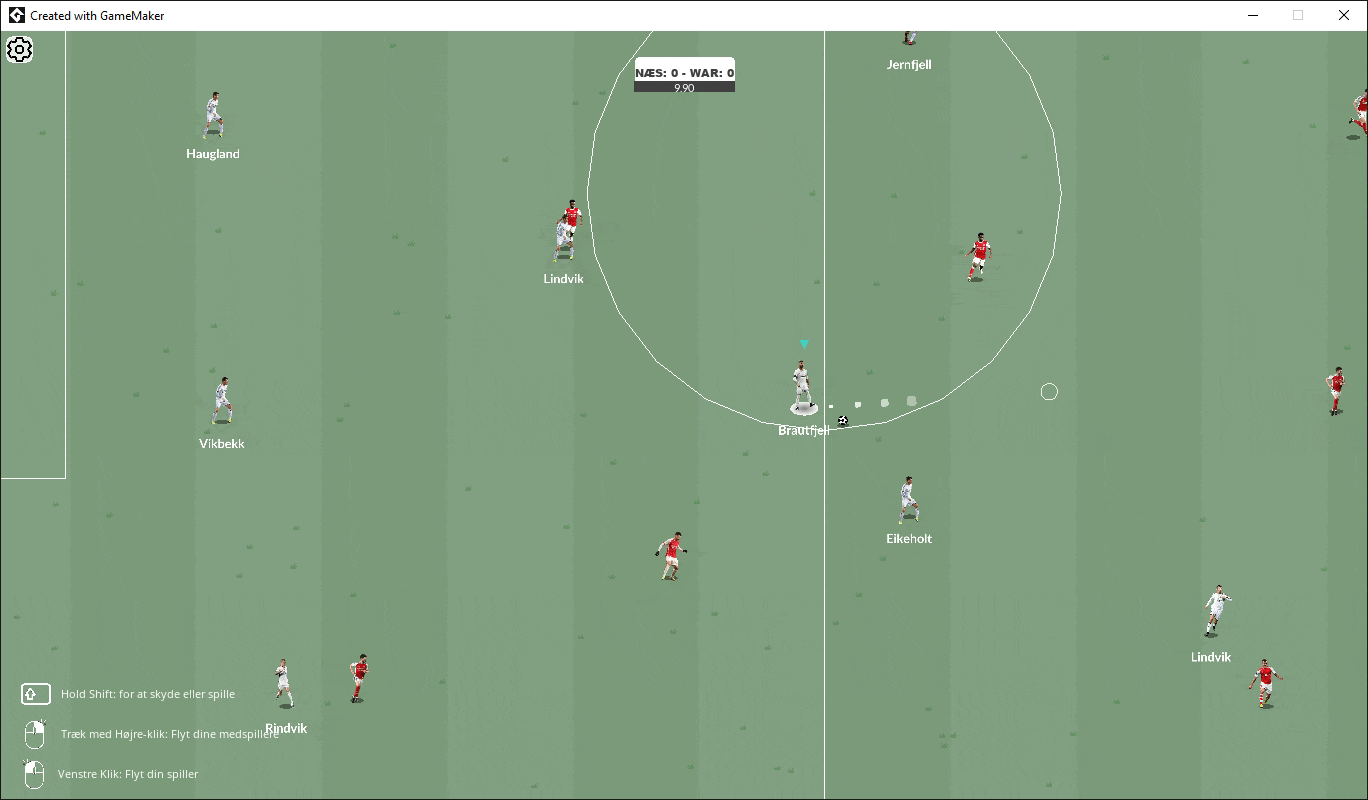 Created with GameMaker
Jernfjell
NÆS: 0 - WAR: 0
9.90
Haugland
Lindvik
Brautfjell
Vikbekk
Eikeholt
Lindvik
Hold Shift: for at skyde eller spille
Rindvik
Træk med Højre-klik: Flyt dine medspillere
Venstre Klik: Flyt din spiller